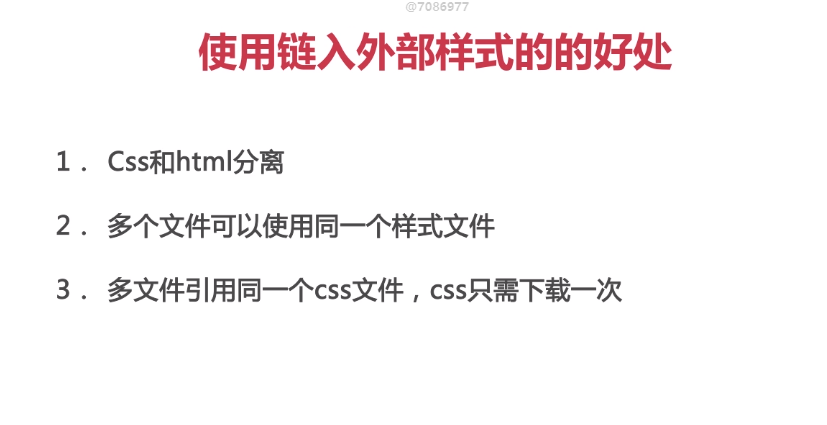 @7086977
使用链入外部样式的的好处
1． Css和html分离
2． 多个文件可以使用同一个样式文件
3． 多文件引用同一个css文件，css只需下载一次